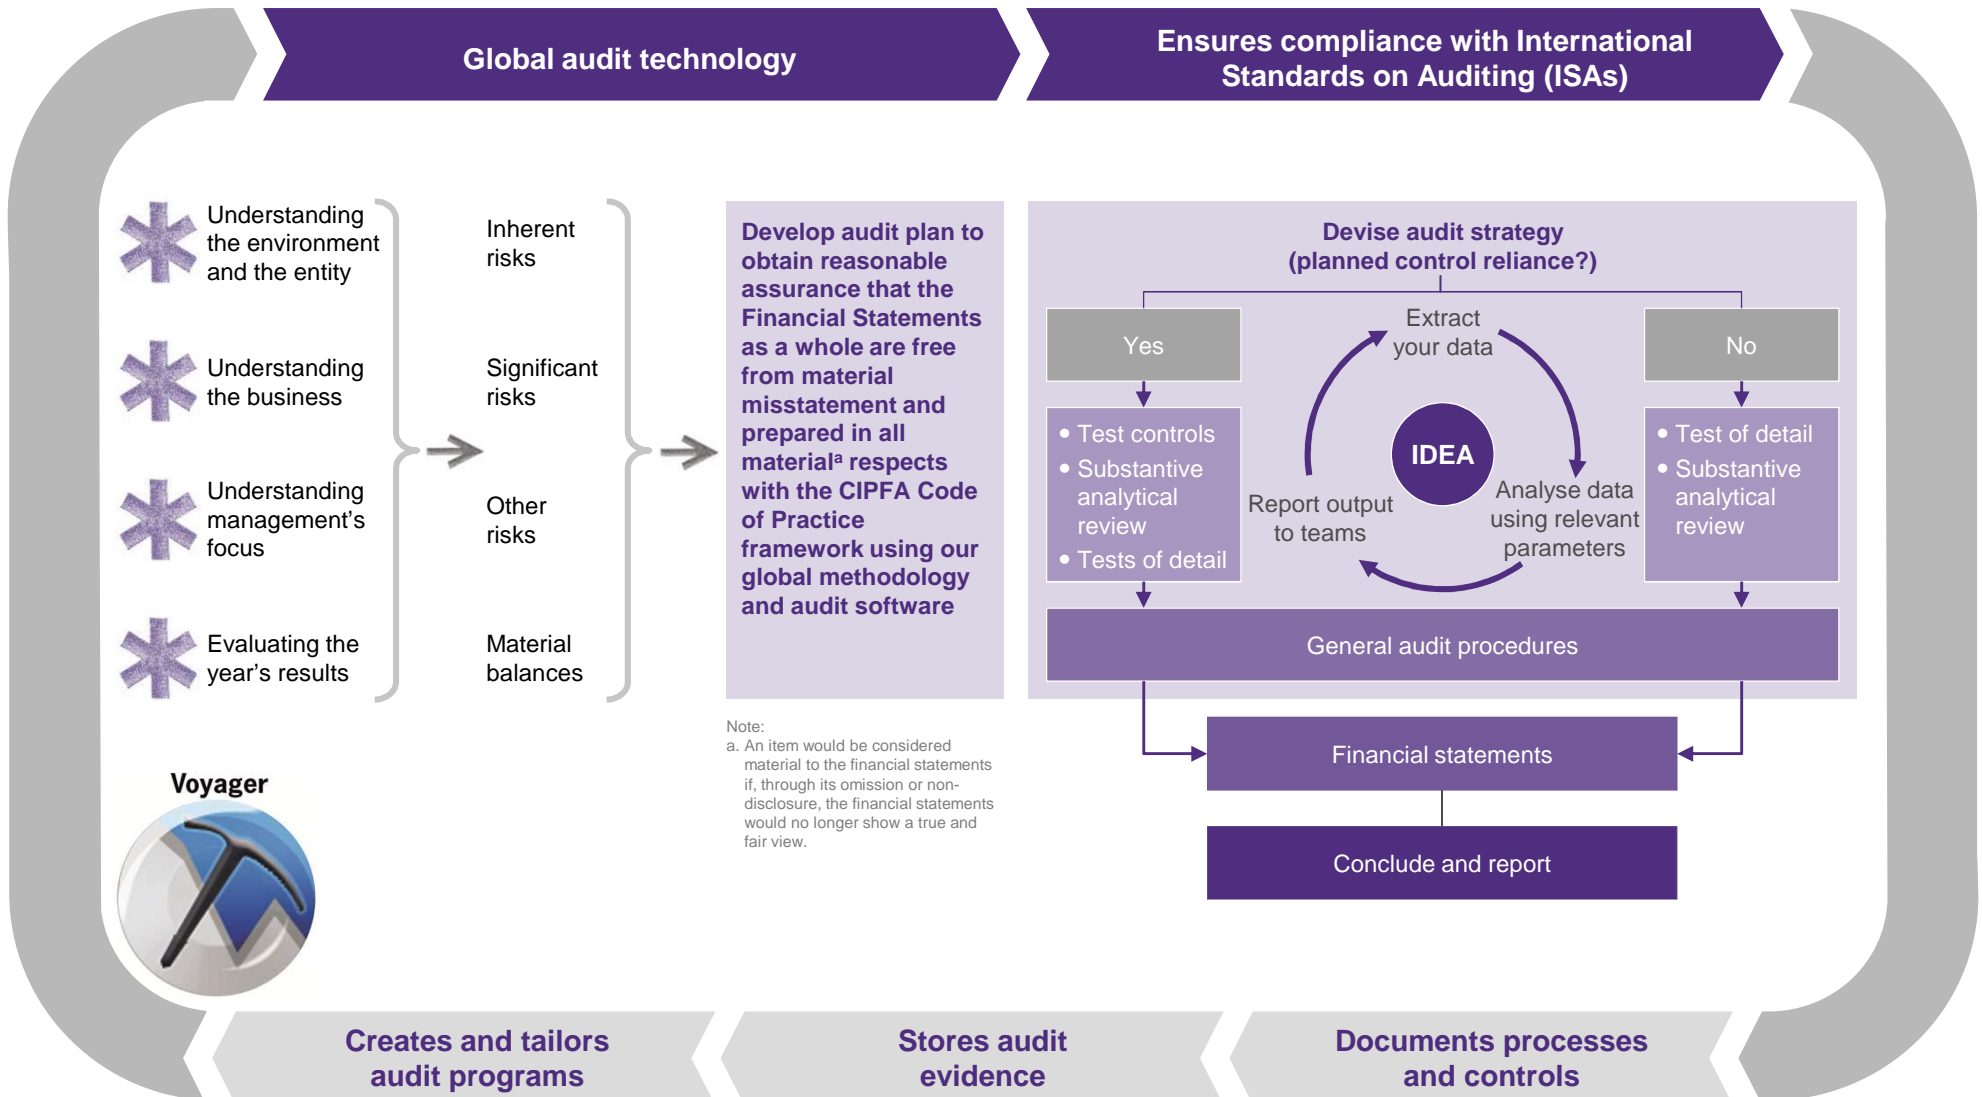 Global audit technology
Ensures compliance with International
Standards on Auditing (ISAs)
Understanding
the environment
and the entity
Understanding
the business
Understanding
management’s
focus
Evaluating the
year’s results
Inherent
risks
Significant
risks
Other
risks
Material
balances
Develop audit plan to
obtain reasonable
assurance that the
Financial Statements
as a whole are free
from material
misstatement and
prepared in all
materialᵃ respects
with the CIPFA Code
of Practice
framework using our
global methodology
and audit software
Note:
a. An item would be considered
material to the financial statements
if, through its omission or non-
disclosure, the financial statements
would no longer show a true and
fair view.
Devise audit strategy
(planned control reliance?)
Yes
• Test controls
• Substantive
analytical
review
• Tests of detail
Extract
your data
IDEA
Analyse data
using relevant
parameters
Report output
to teams
No
• Test of detail
• Substantive
analytical
review
General audit procedures
Financial statements
Conclude and report
Voyager
Creates and tailors
audit programs
Stores audit
evidence
Documents processes
and controls